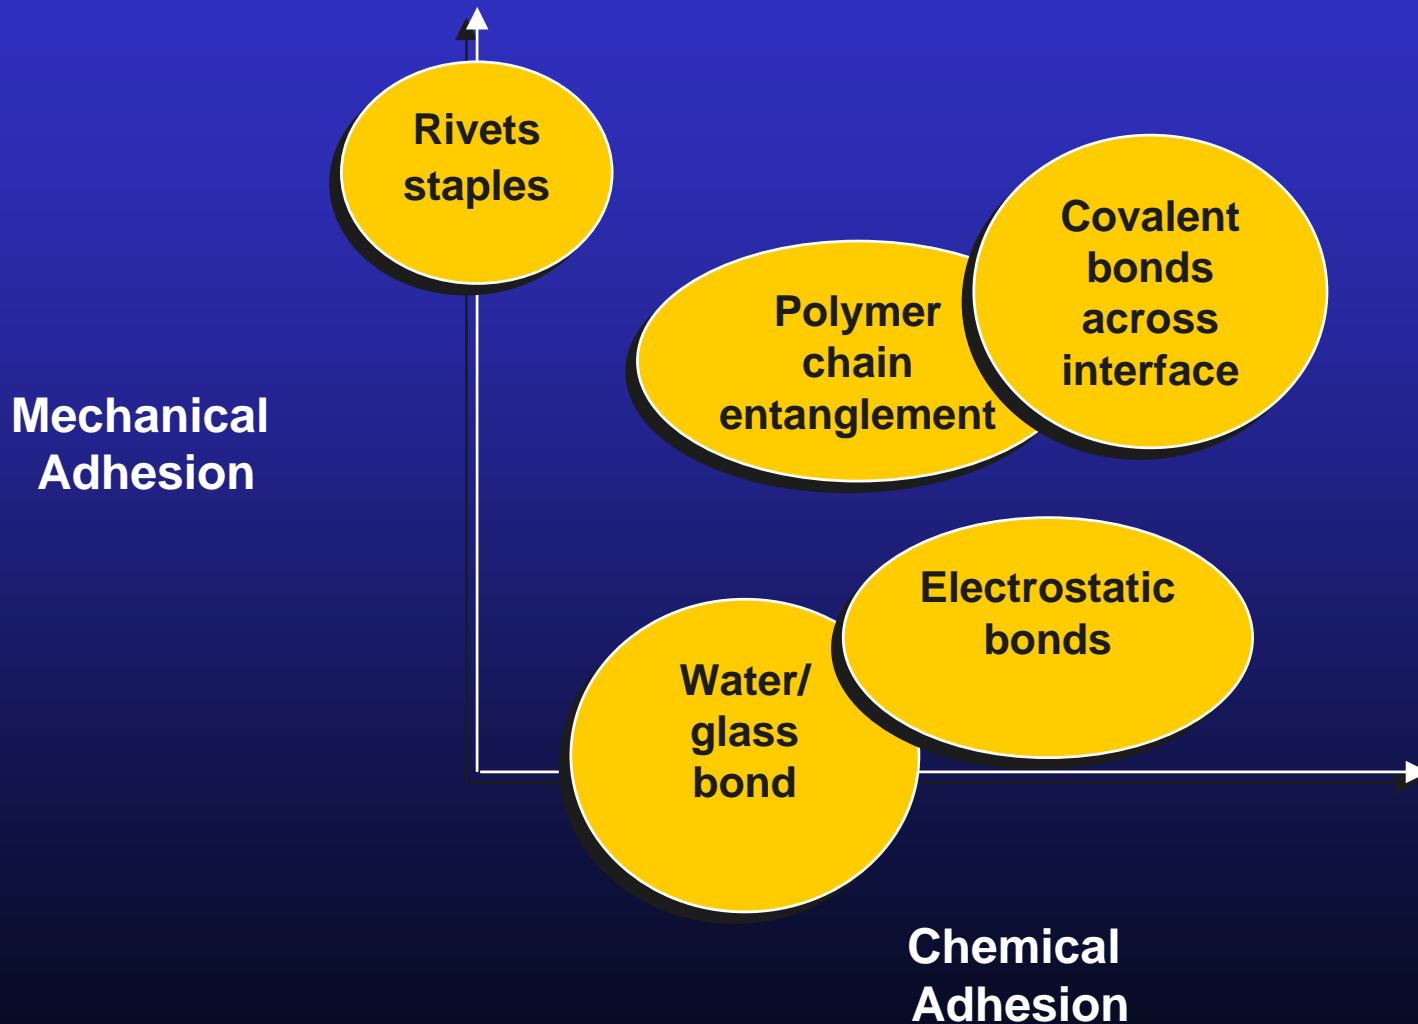 Rivets
staples
Covalent
bonds
across
interface
Polymer
chain
entanglement
Mechanical
Adhesion
Electrostatic
bonds
Water/
glass
bond
Chemical
Adhesion